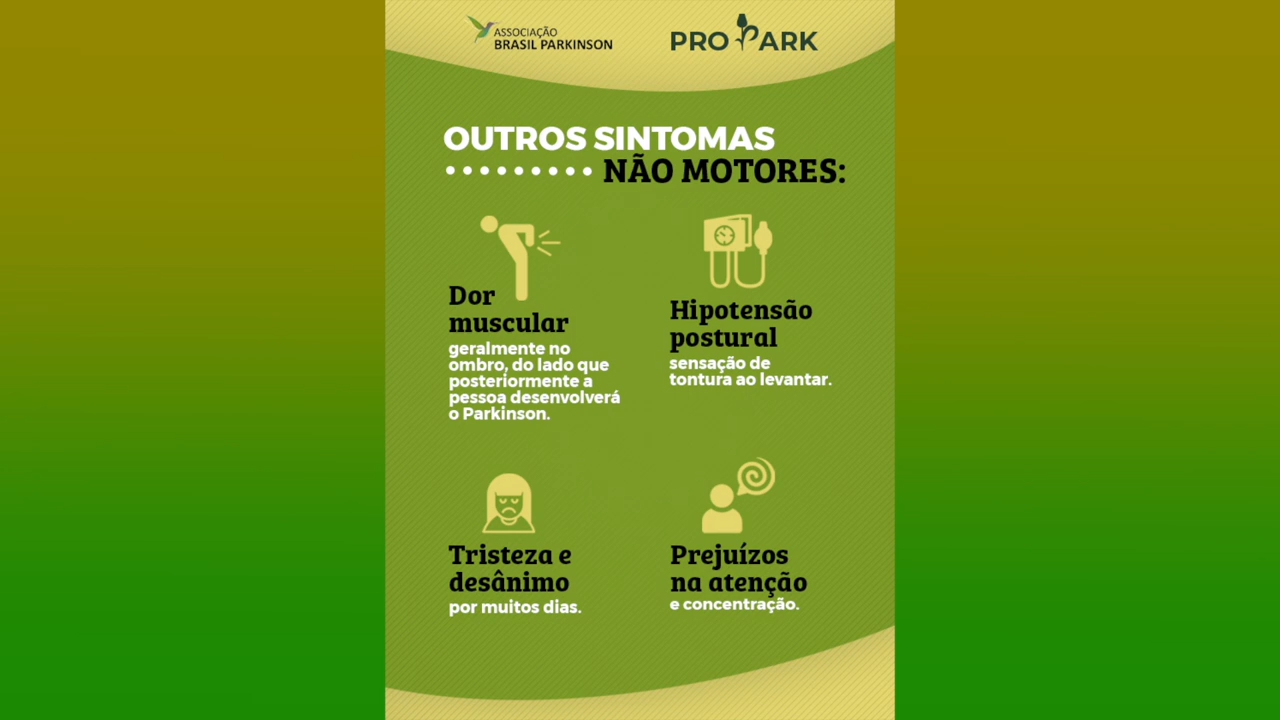 ASSOCIAÇÃO
BRASIL PARKINSON
PRO PARK
OUTROS SINTOMAS
NÃO MOTORES:
Dor
muscular
geralmente no
ombro, do lado que
posteriormente a
pessoa desenvolverá
o Parkinson.
Hipotensão
postural
sensação de
tontura ao levantar.
Tristeza e
desânimo
por muitos dias.
Prejuízos
na atenção
e concentração.